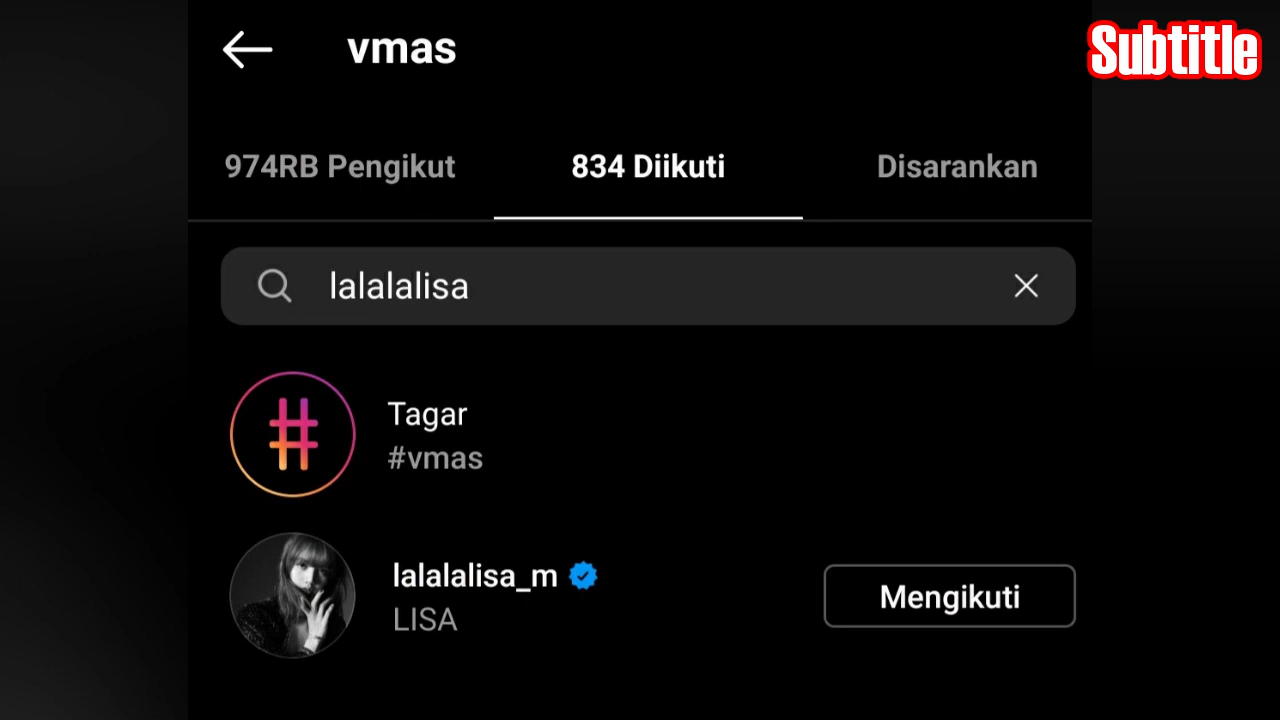 vmas
Subtitle
974RB Pengikut
834 Diikuti
Disarankan
lalalalisa
Tagar
#vmas
lalalalisa_m
LISA
Mengikuti